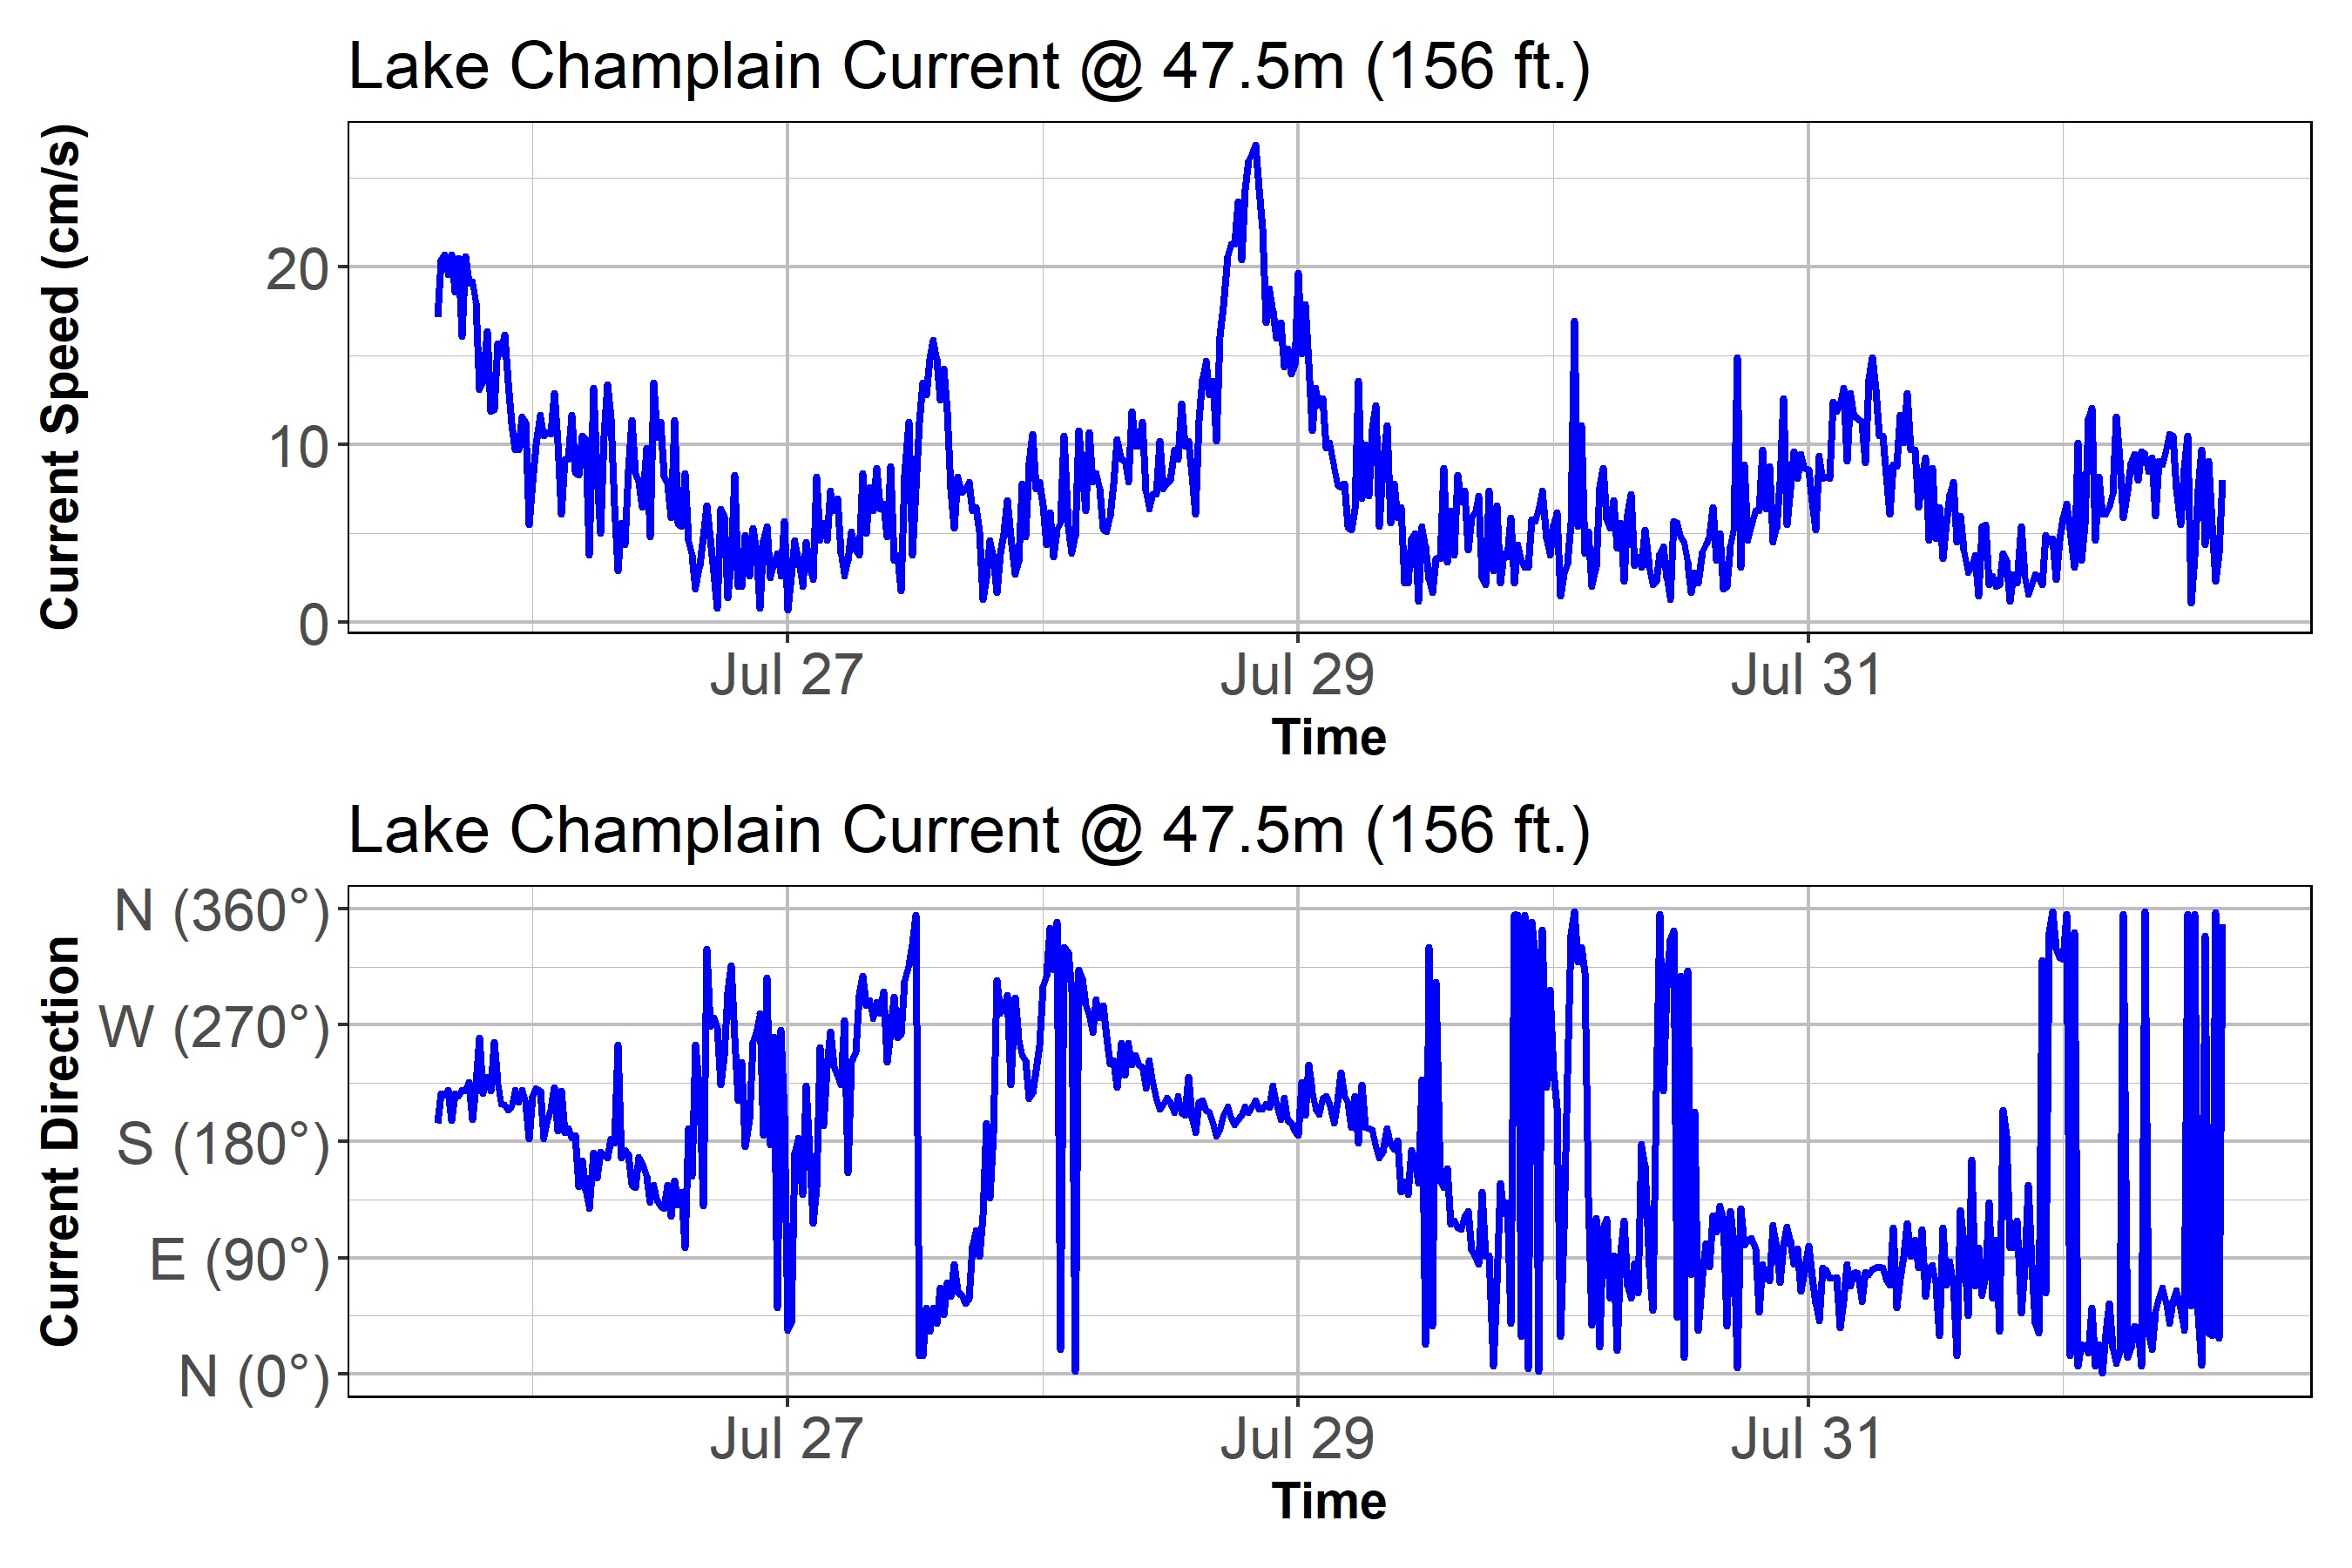 Lake Champlain Current @ 47.5m (156 ft.)
Current Speed (cm/s)
20
10
0
Jul 27
Jul 29
Jul 31
Time
Lake Champlain Current @ 47.5m (156 ft.)
Current Direction
N (360°)
W (270°)
S (180°)
E (90°)
N (0°)
Jul 27
Jul 29
Jul 31
Time